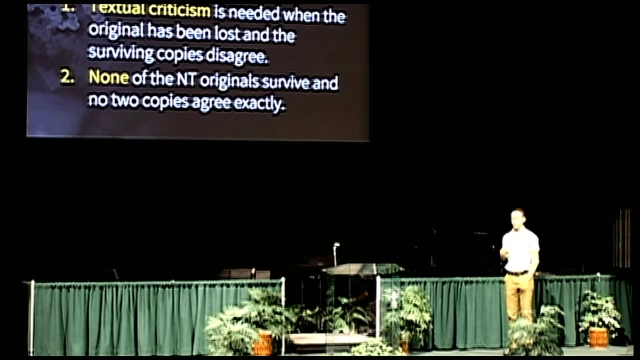 1. Textual criticism is needed when the
original has been lost and the
surviving copies disagree.
2. None of the NT originals survive and
no two copies agree exactly.